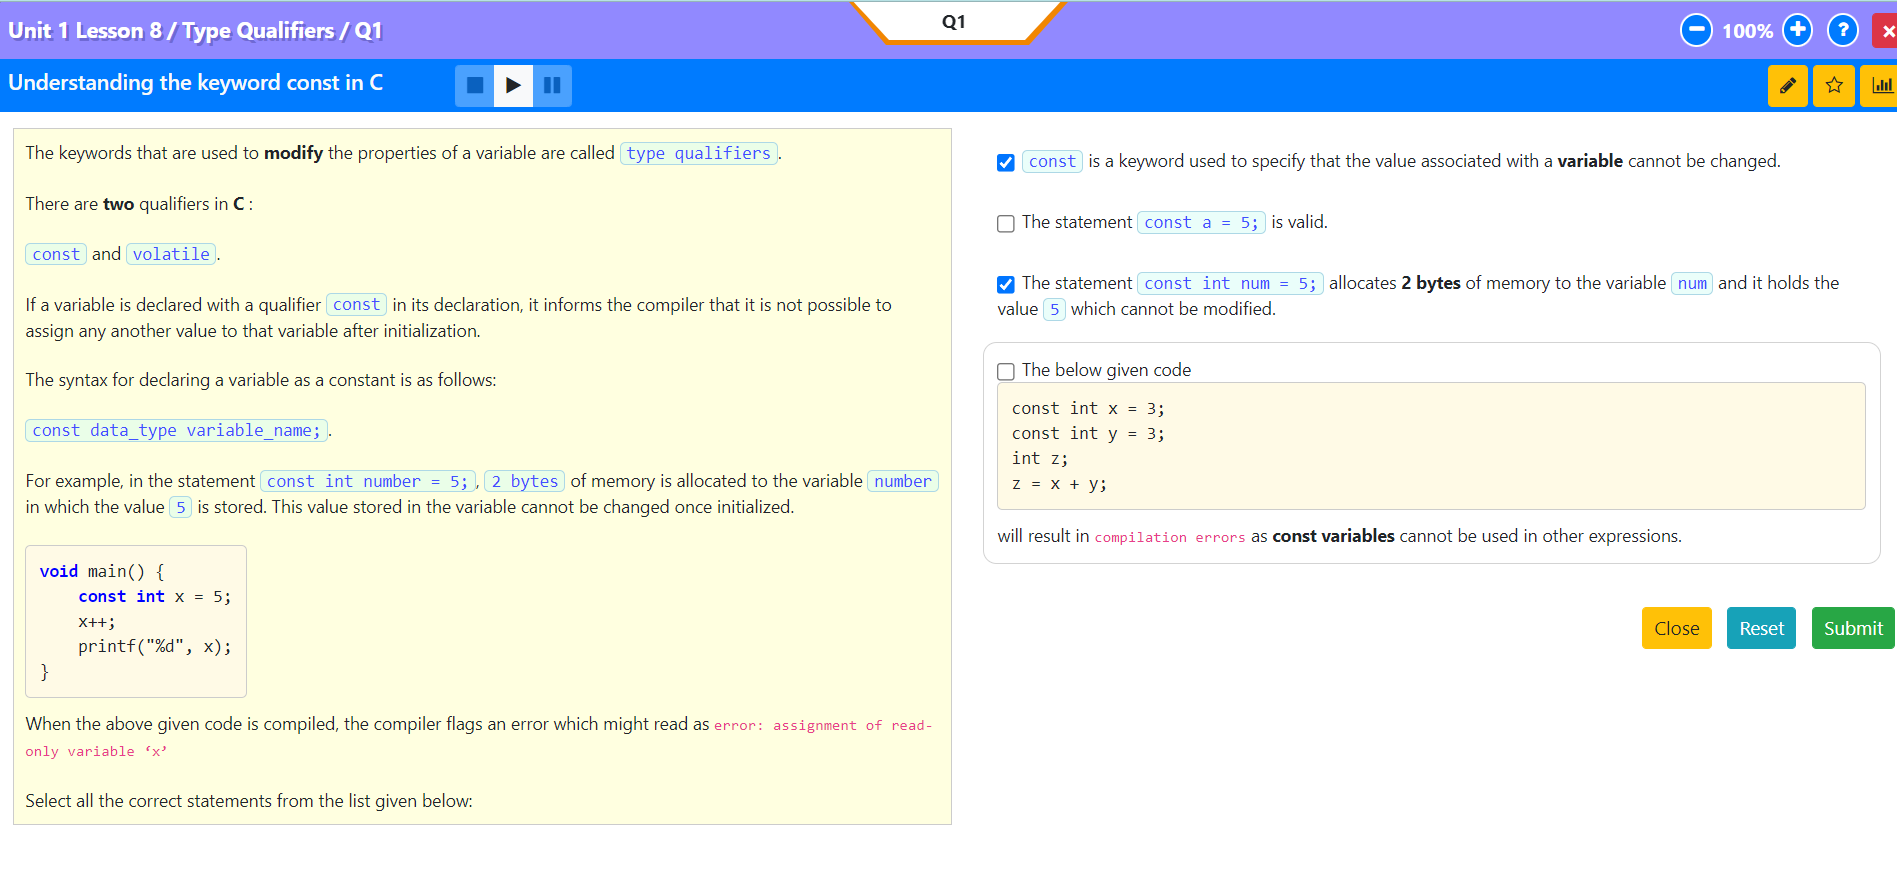 Unit 1 Lesson 8 / Type Qualifiers / Q1
Q1
100%
?
Understanding the keyword const in C
The keywords that are used to modify the properties of a variable are called type qualifiers.
There are two qualifiers in C :
const and volatile.
If a variable is declared with a qualifier const in its declaration, it informs the compiler that it is not possible to
assign any another value to that variable after initialization.
The syntax for declaring a variable as a constant is as follows:
const data_type variable_name;.
For example, in the statement const int number = 5;, 2 bytes of memory is allocated to the variable number
in which the value 5 is stored. This value stored in the variable cannot be changed once initialized.
void main() {
const int x = 5;
x++;
printf("%d", x);
}
When the above given code is compiled, the compiler flags an error which might read as error: assignment of read-
only variable ‘x’
Select all the correct statements from the list given below:
const is a keyword used to specify that the value associated with a variable cannot be changed.
The statement const a = 5; is valid.
The statement const int num = 5; allocates 2 bytes of memory to the variable num and it holds the
value 5 which cannot be modified.
The below given code
const int x = 3;
const int y = 3;
int z;
z = x + y;
will result in compilation errors as const variables cannot be used in other expressions.
Close
Reset
Submit